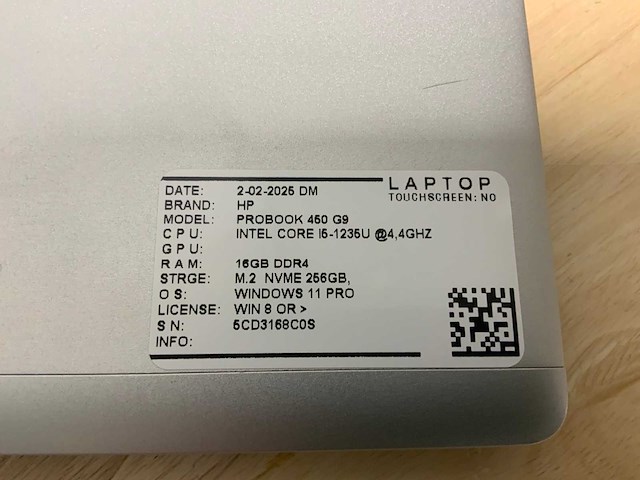 LAPTOP
TOUCHSCREEN: NO
DATE: 2-02-2025 DM
BRAND: HP
MODEL: PROBOOK 450 G9
CPU: INTEL CORE I5-1235U @4,4GHZ
GPU:
RAM: 16GB DDR4
STRGE: M.2 NVME 256GB,
OS: WINDOWS 11 PRO
LICENSE: WIN 8 OR >
SN: 5CD3168C0S
INFO: